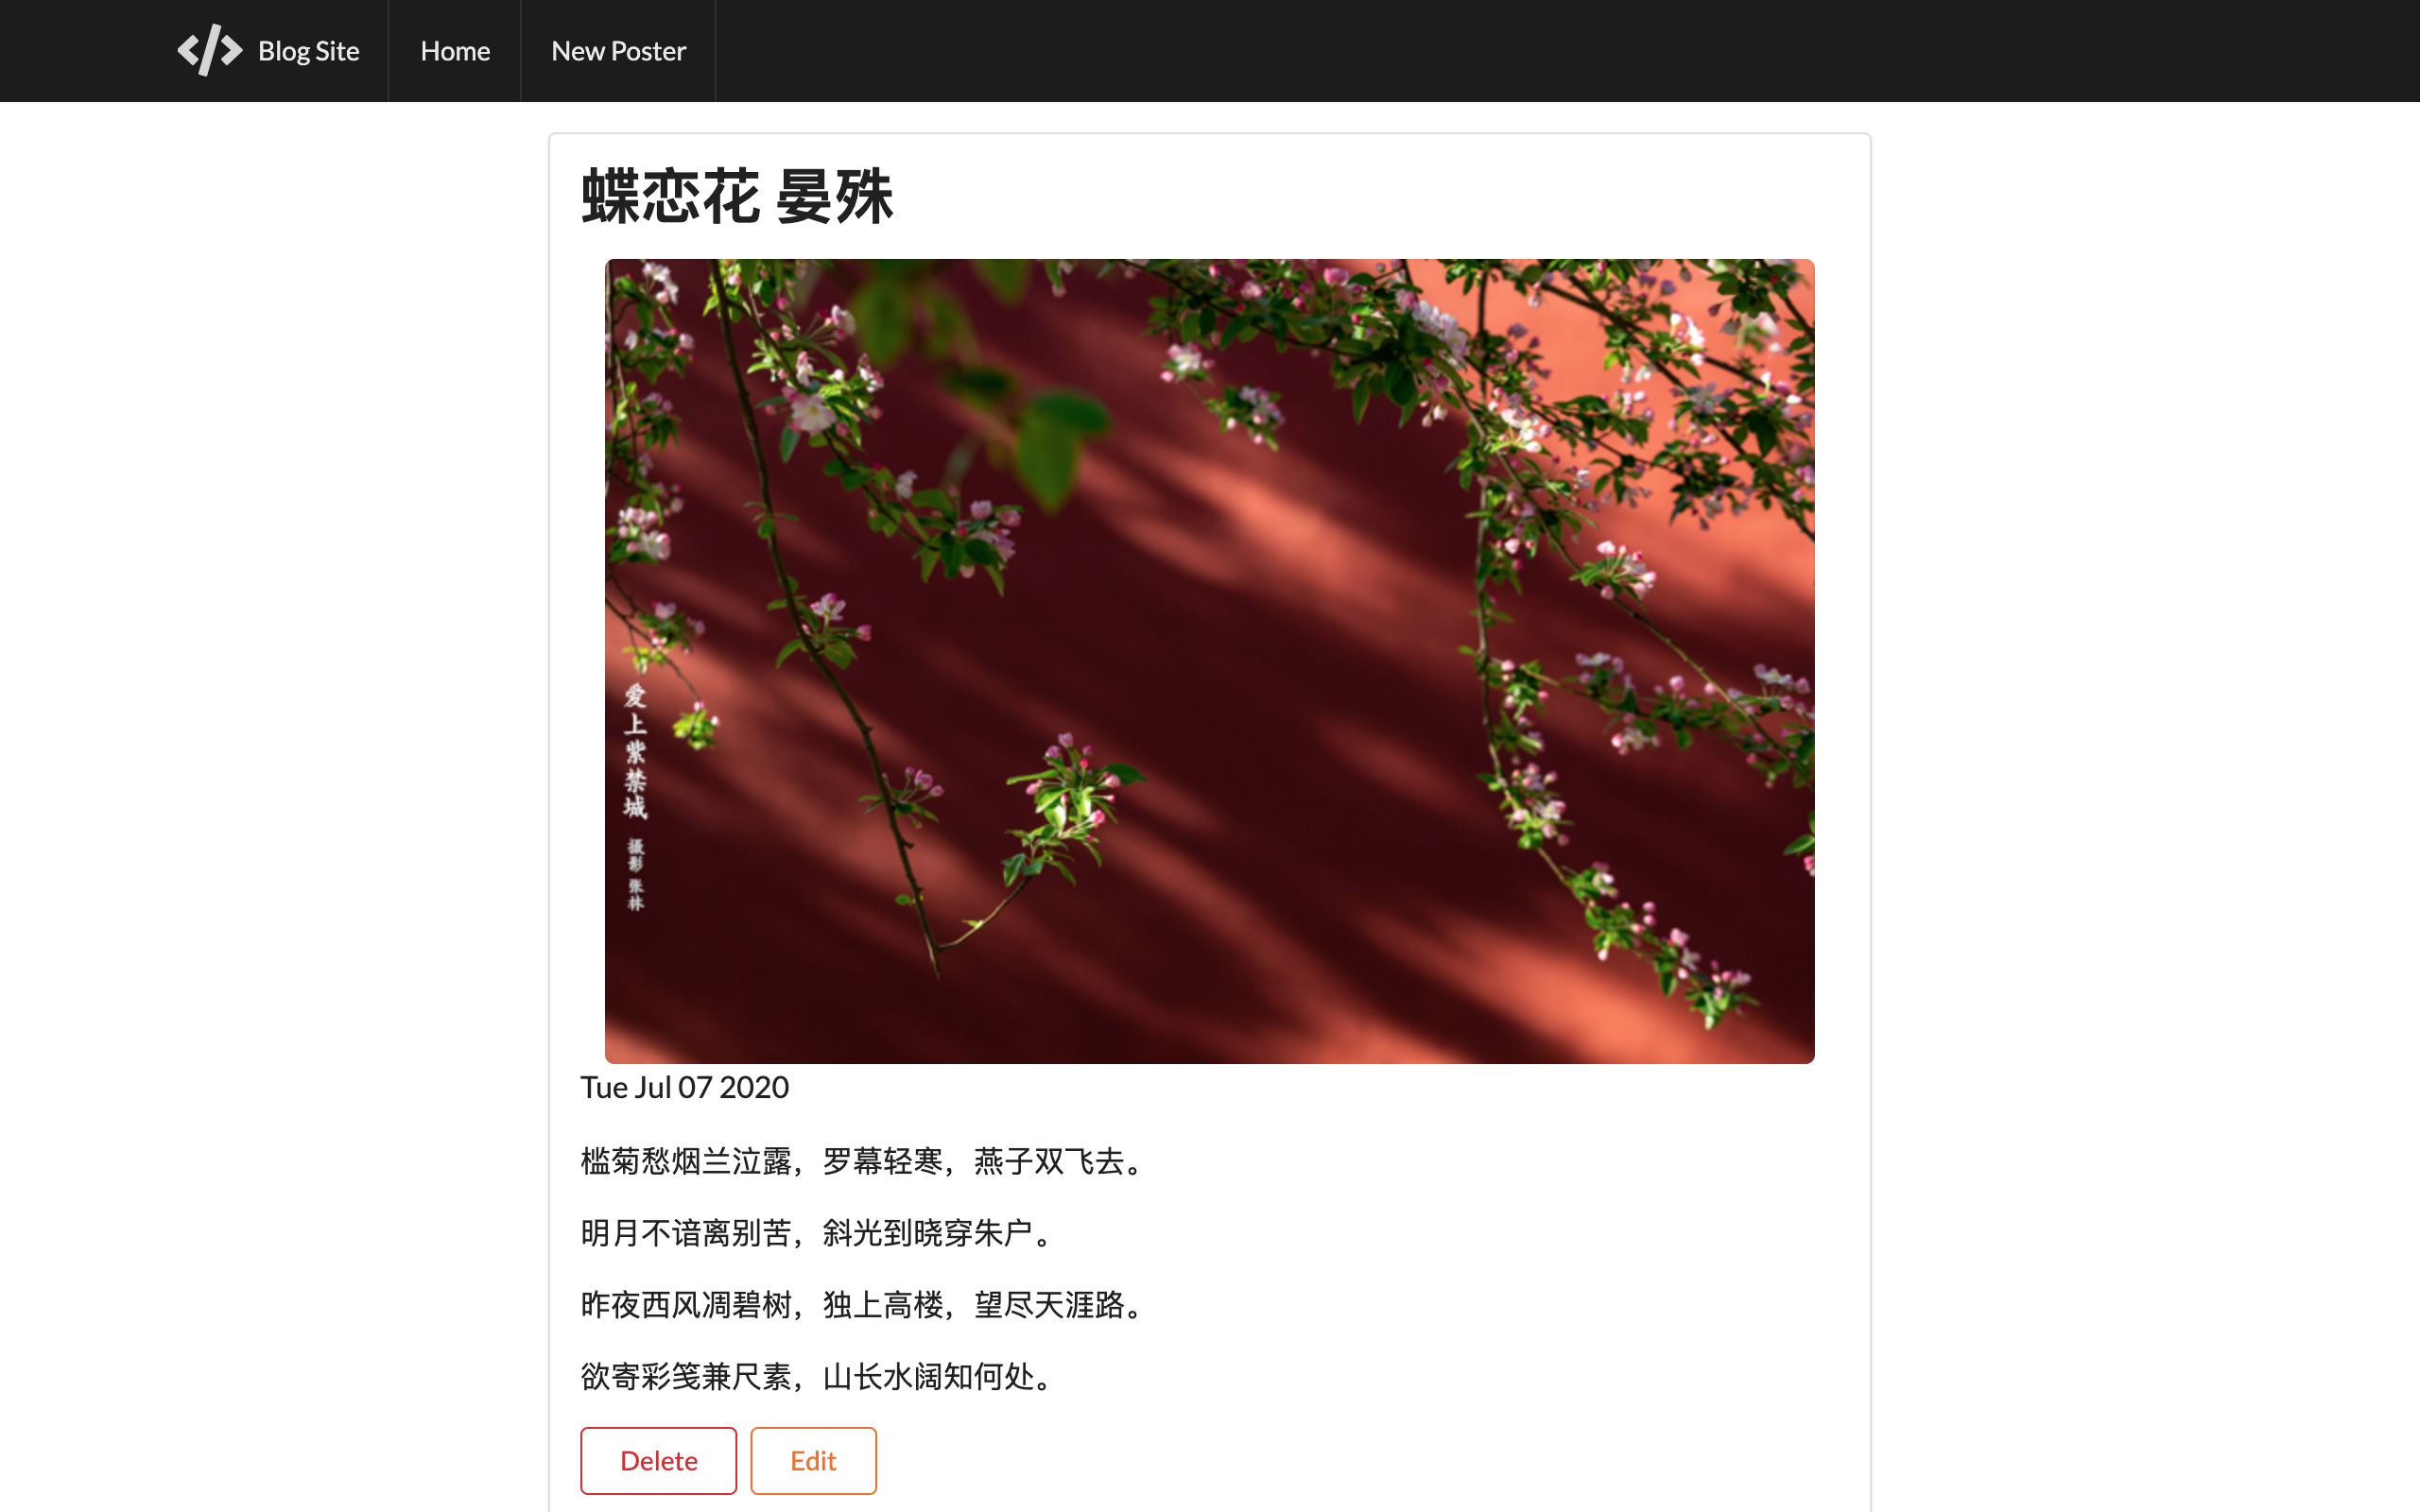 Blog Site
Home
New Poster
蝶恋花 晏殊
爱上紫禁城
摄影 张林
Tue Jul 07 2020
槛菊愁烟兰泣露，罗幕轻寒，燕子双飞去。
明月不谙离别苦，斜光到晓穿朱户。
昨夜西风凋碧树，独上高楼，望尽天涯路。
欲寄彩笺兼尺素，山长水阔知何处。
Delete
Edit